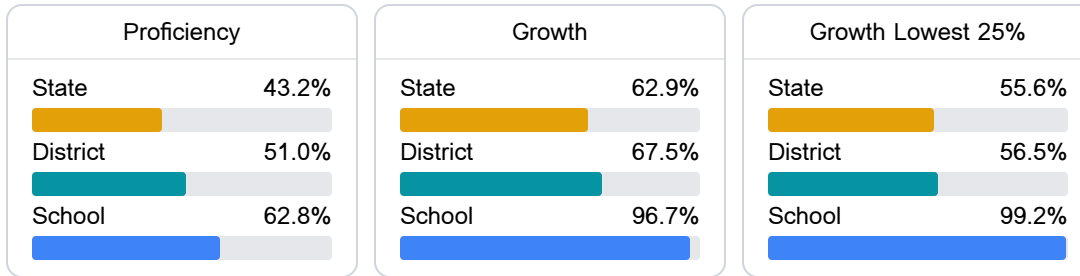 Proficiency
State 43.2%
District 51.0%
School 62.8%
Growth
State 62.9%
District 67.5%
School 96.7%
Growth Lowest 25%
State 55.6%
District 56.5%
School 99.2%